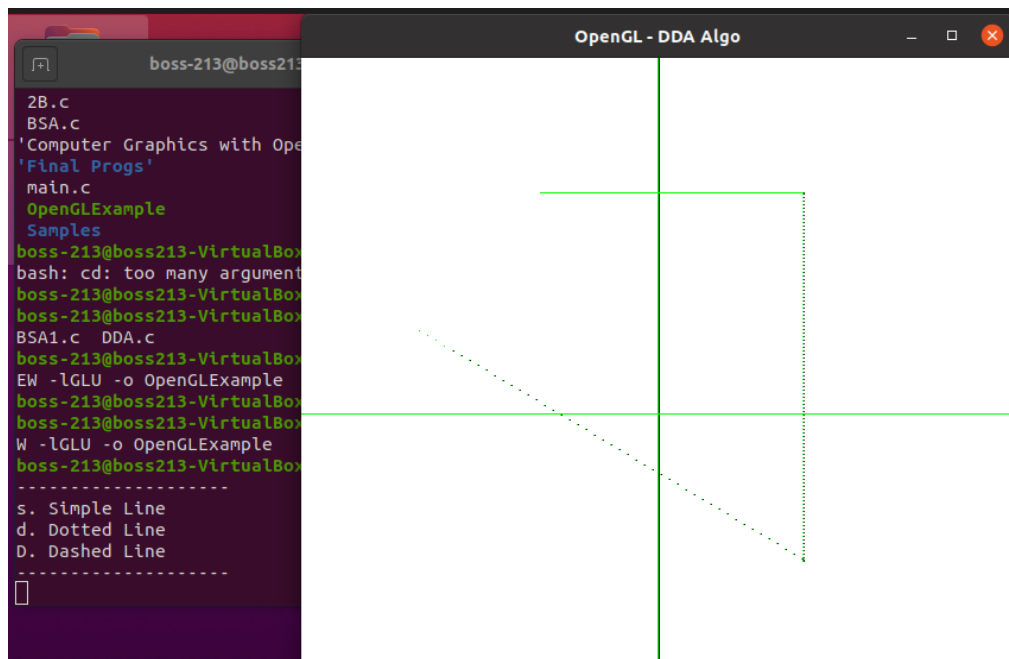 OpenGL - DDA Algo
boss-213@boss213
2B.c
BSA.c
'Computer Graphics with Ope
'Final Progs'
main.c
OpenGLExample
Samples
boss-213@boss213-VirtualBox
bash: cd: too many argument
boss-213@boss213-VirtualBox
boss-213@boss213-VirtualBox
BSA1.c  DDA.c
boss-213@boss213-VirtualBox
EW -lGLU -o OpenGLExample
boss-213@boss213-VirtualBox
boss-213@boss213-VirtualBox
W -lGLU -o OpenGLExample
boss-213@boss213-VirtualBox
--------------------
s. Simple Line
d. Dotted Line
D. Dashed Line
--------------------